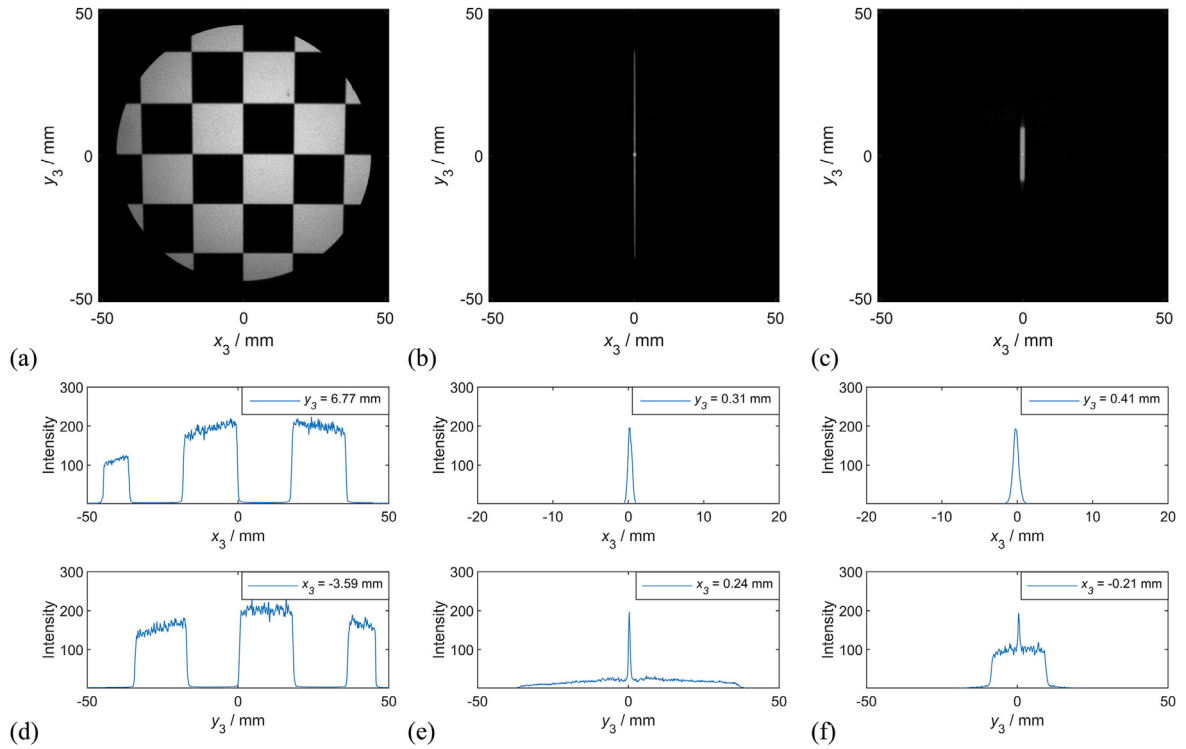 50
0
-50
y3 / mm
-50 0 50
x3 / mm
(a)
50
0
-50
y3 / mm
-50 0 50
x3 / mm
(b)
50
0
-50
y3 / mm
-50 0 50
x3 / mm
(c)
300
200
100
Intensity
y3 = 6.77 mm
-50 0 50
x3 / mm
300
200
100
Intensity
y3 = 0.31 mm
-20 -10 0 10 20
x3 / mm
300
200
100
Intensity
y3 = 0.41 mm
-20 -10 0 10 20
x3 / mm
300
200
100
Intensity
x3 = -3.59 mm
-50 0 50
y3 / mm
(d)
300
200
100
Intensity
x3 = 0.24 mm
-50 0 50
y3 / mm
(e)
300
200
100
Intensity
x3 = -0.21 mm
-50 0 50
y3 / mm
(f)